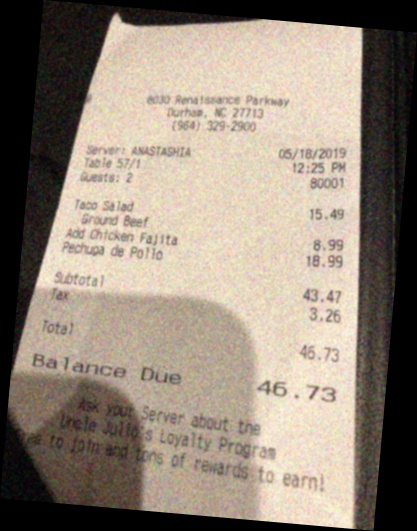 8030 Renaissance Parkway
Durham, NC 27713
(984) 329-2900
Server: ANASTASHIA 05/18/2019
Table 57/1 12:25 PM
Guests: 2 80001
Taco Salad 15.49
Ground Beef
Add Chicken Fajita 8.99
Pechuga de Pollo 18.99
Subtotal 43.47
Tax 3.26
Total 46.73
Balance Due 46.73
Ask your Server about the
Uncle Julio's Loyalty Program
to join and tons of rewards to earn!